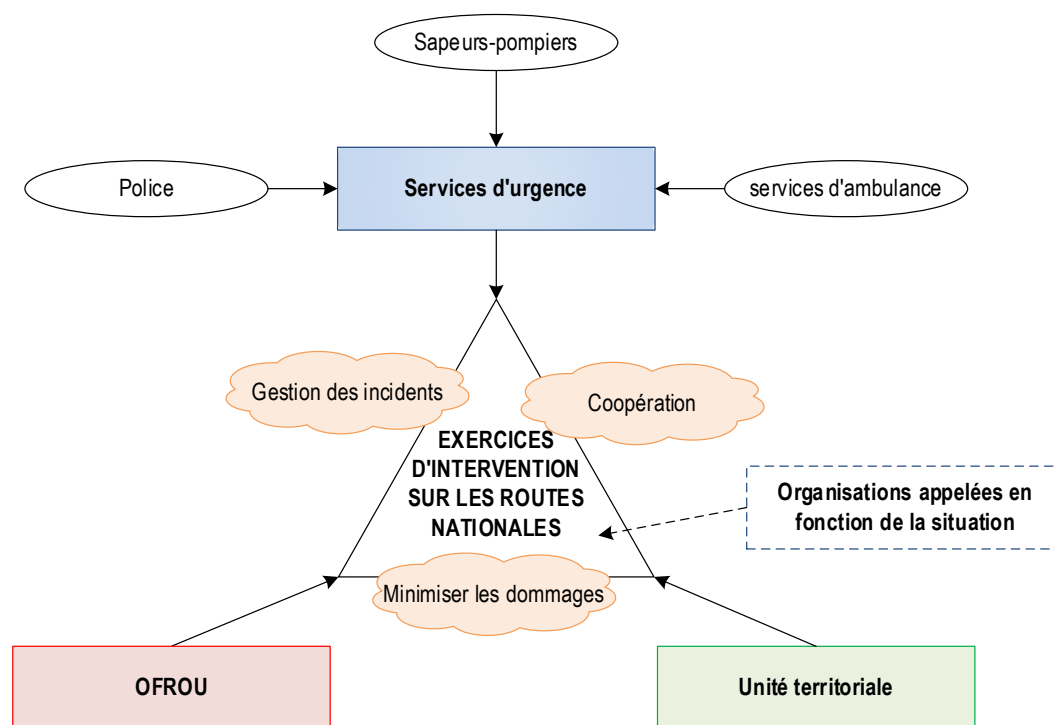 Sapeurs-pompiers
Police
Services d'urgence
services d'ambulance
Gestion des incidents
Coopération
EXERCICES
D'INTERVENTION
SUR LES ROUTES
NATIONALES
Organisations appelées en
fonction de la situation
Minimiser les dommages
OFROU
Unité territoriale